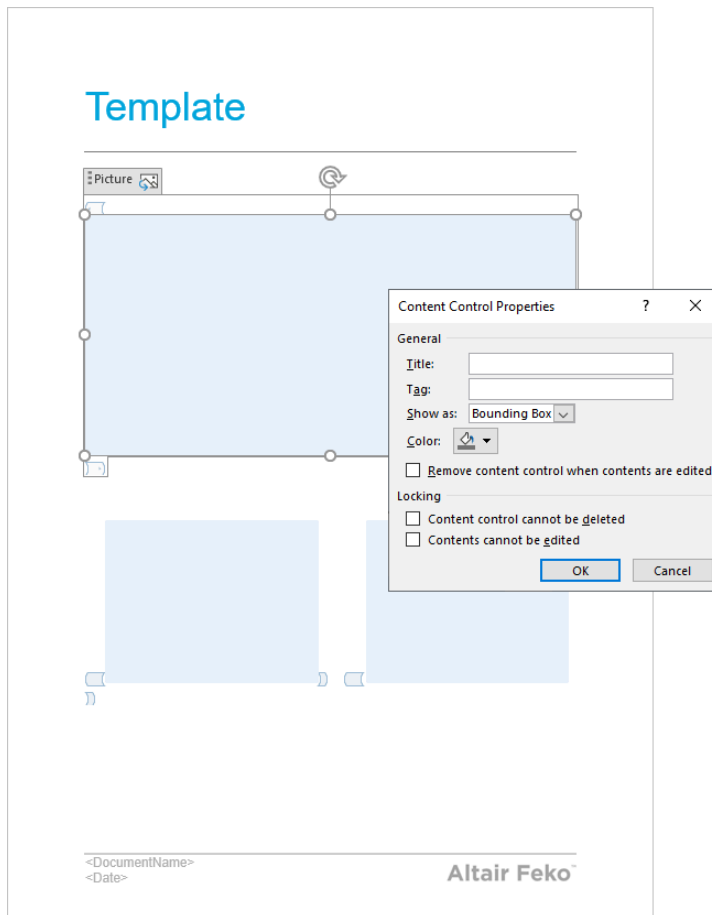 Template
Picture
Content Control Properties ? X
General
Title:
Tag:
Show as: Bounding Box
Color:
Remove content control when contents are edited
Locking
Content control cannot be deleted
Contents cannot be edited
OK Cancel
<DocumentName>
<Date>
Altair Feko™